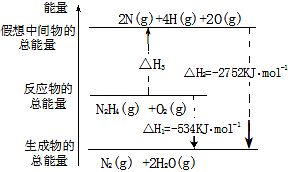 能量
假想中间物的
总能量
2N(g)+4H(g)+2O(g)
△H₃
△H₂=-2752KJ·mol⁻¹
反应物的
总能量
N₂H₄(g) +O₂(g)
△H₁=-534KJ·mol⁻¹
生成物的
总能量
N₂(g) +2H₂O(g)